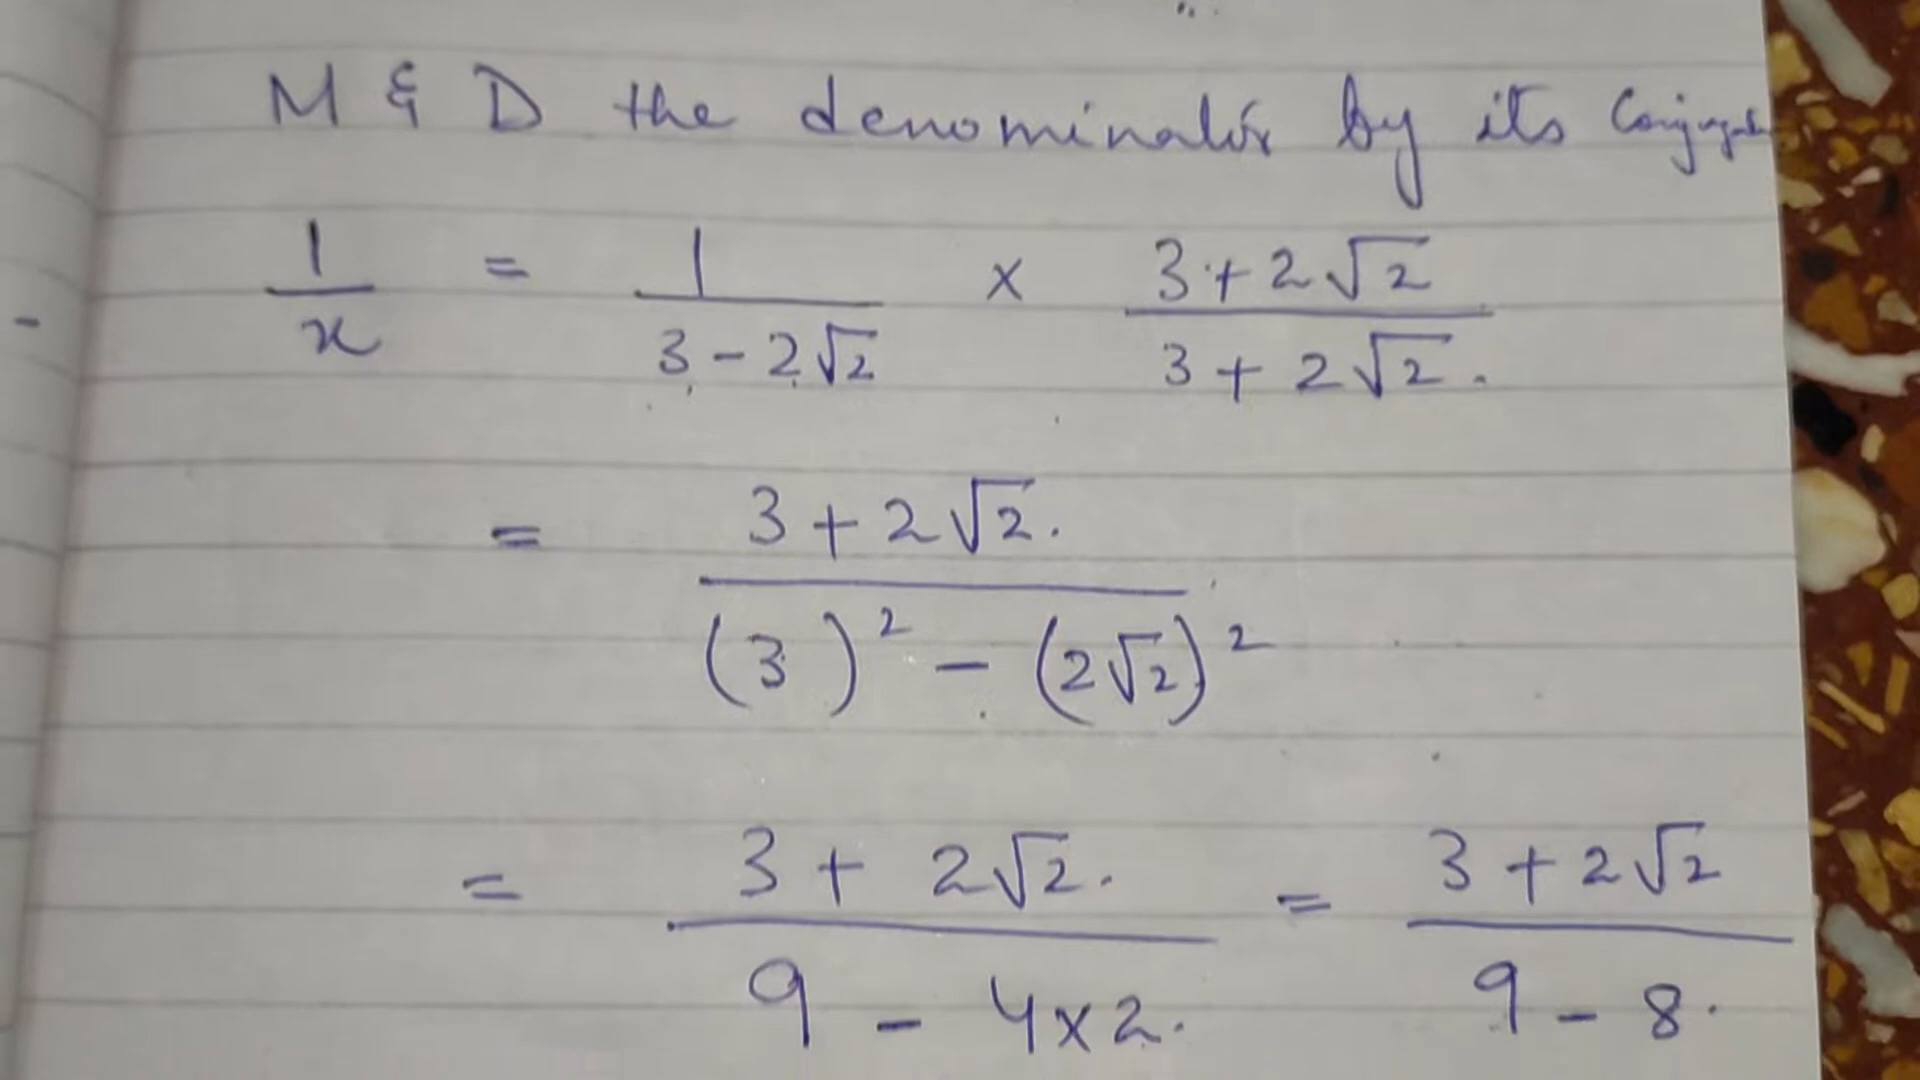 M & D the denominator by its Conjugate
1/x = 1/(3 - 2√2) × (3 + 2√2)/(3 + 2√2).
= (3 + 2√2.)/((3)² - (2√2)²)
= (3 + 2√2.)/(9 - 4×2.) = (3 + 2√2)/(9 - 8.)